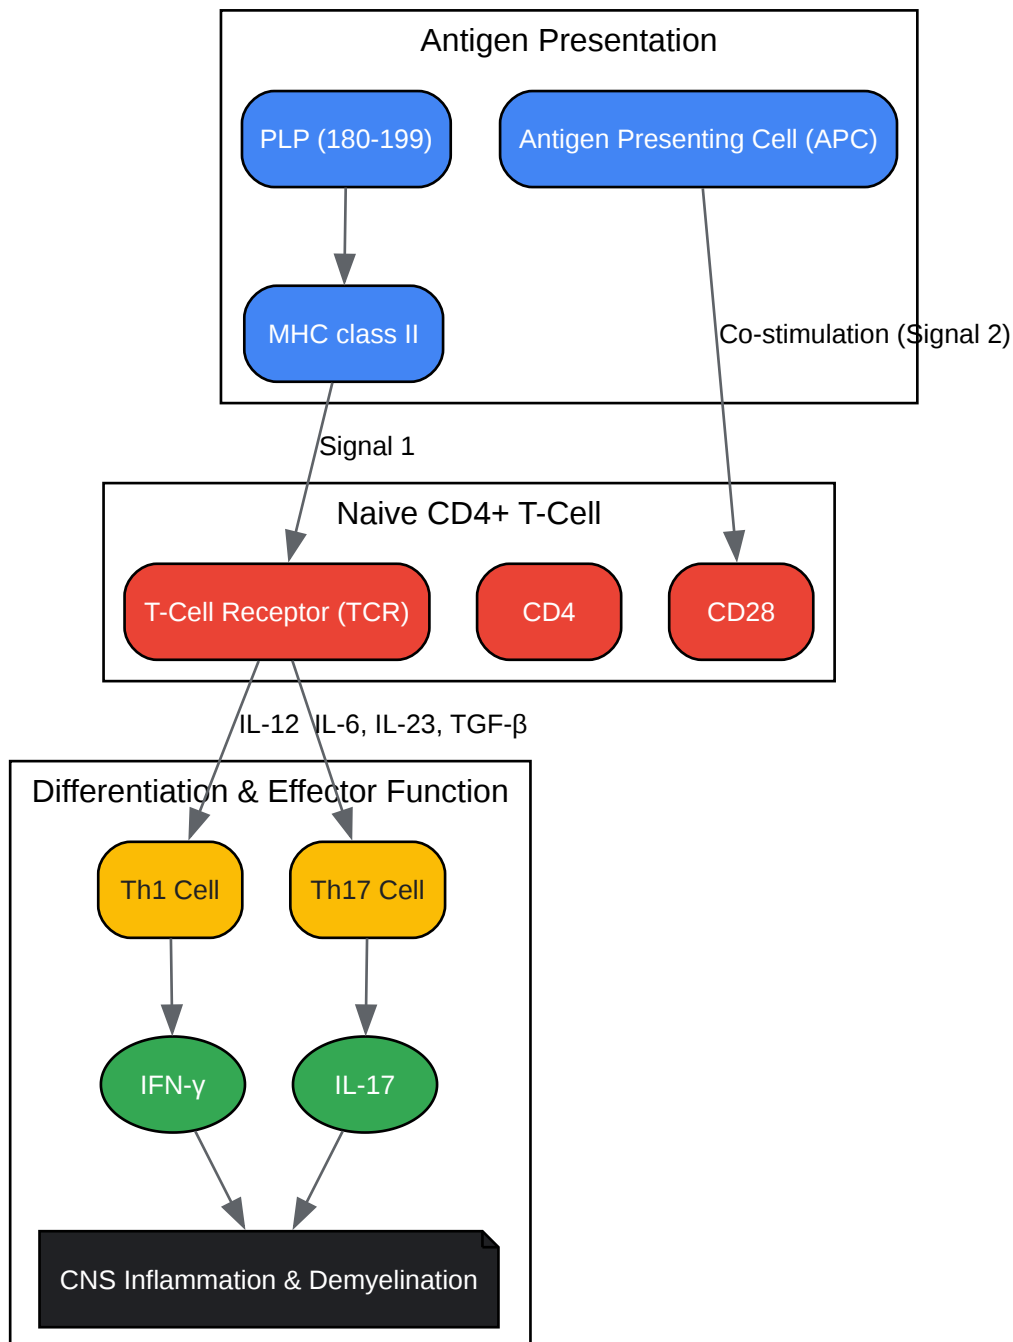 Antigen Presentation
PLP (180-199)
Antigen Presenting Cell (APC)
MHC class II
Co-stimulation (Signal 2)
Signal 1
Naive CD4+ T-Cell
T-Cell Receptor (TCR)
CD4
CD28
IL-12
IL-6, IL-23, TGF-β
Differentiation & Effector Function
Th1 Cell
Th17 Cell
IFN-γ
IL-17
CNS Inflammation & Demyelination